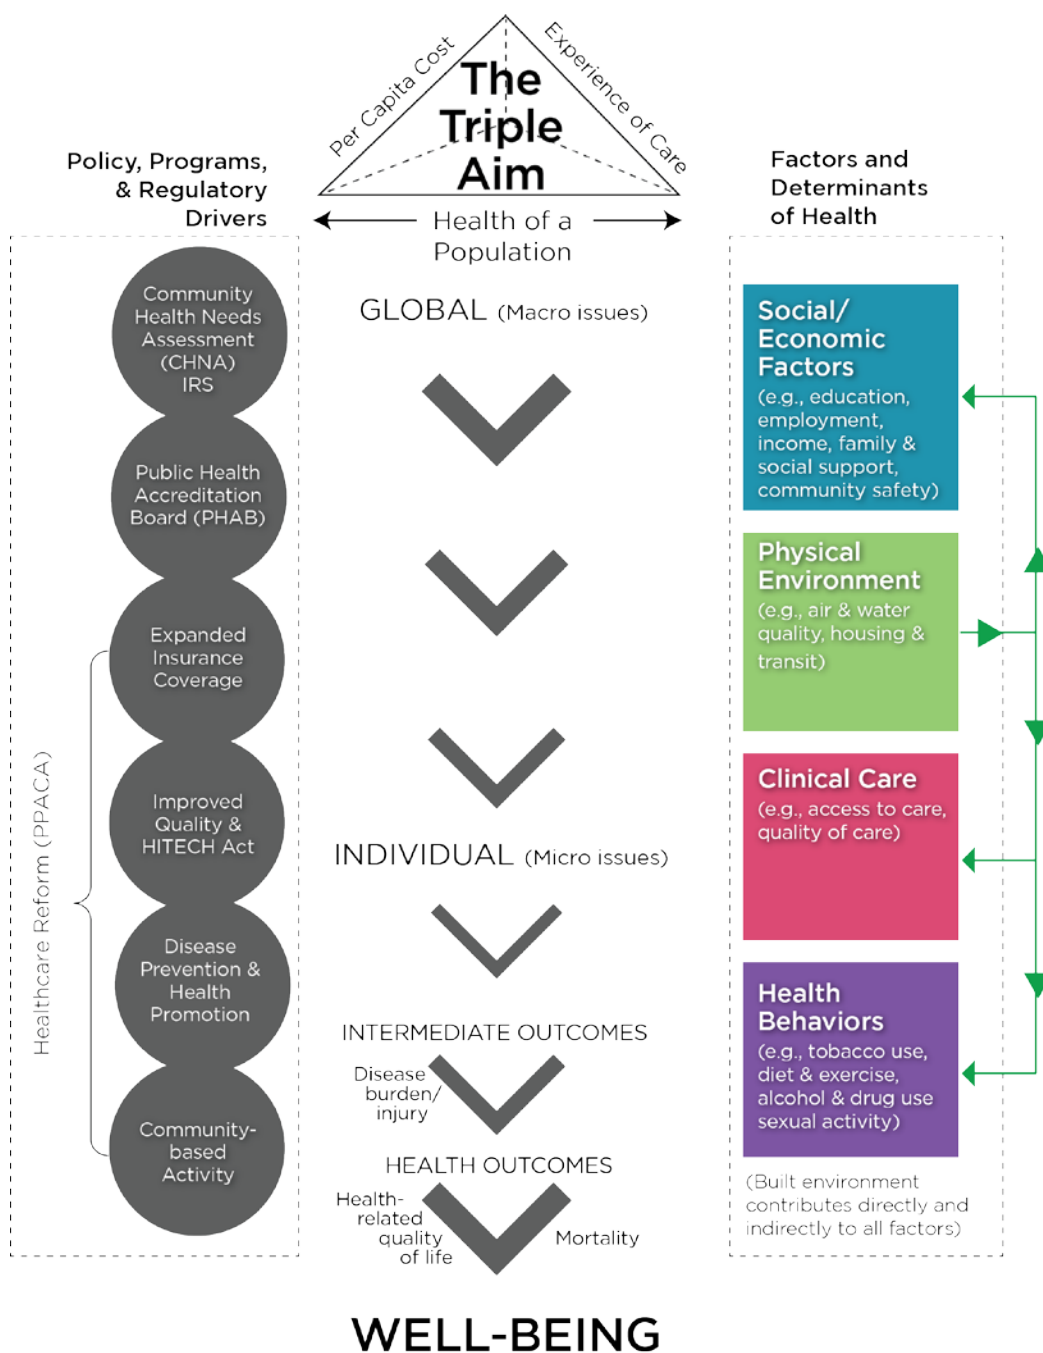 Per Capita Cost
Experience of Care
The
Triple
Aim
Health of a
Population
Policy, Programs,
& Regulatory
Drivers
Community
Health Needs
Assessment
(CHNA)
IRS
Public Health
Accreditation
Board (PHAB)
Expanded
Insurance
Coverage
Improved
Quality &
HITECH Act
Disease
Prevention &
Health
Promotion
Community-
based
Activity
Healthcare Reform (PPACA)
GLOBAL (Macro issues)
INDIVIDUAL (Micro issues)
INTERMEDIATE OUTCOMES
Disease
burden/
injury
HEALTH OUTCOMES
Health-
related
quality
of life
Mortality
WELL-BEING
Factors and
Determinants
of Health
Social/
Economic
Factors
(e.g., education,
employment,
income, family &
social support,
community safety)
Physical
Environment
(e.g., air & water
quality, housing &
transit)
Clinical Care
(e.g., access to care,
quality of care)
Health
Behaviors
(e.g., tobacco use,
diet & exercise,
alcohol & drug use
sexual activity)
(Built environment
contributes directly and
indirectly to all factors)